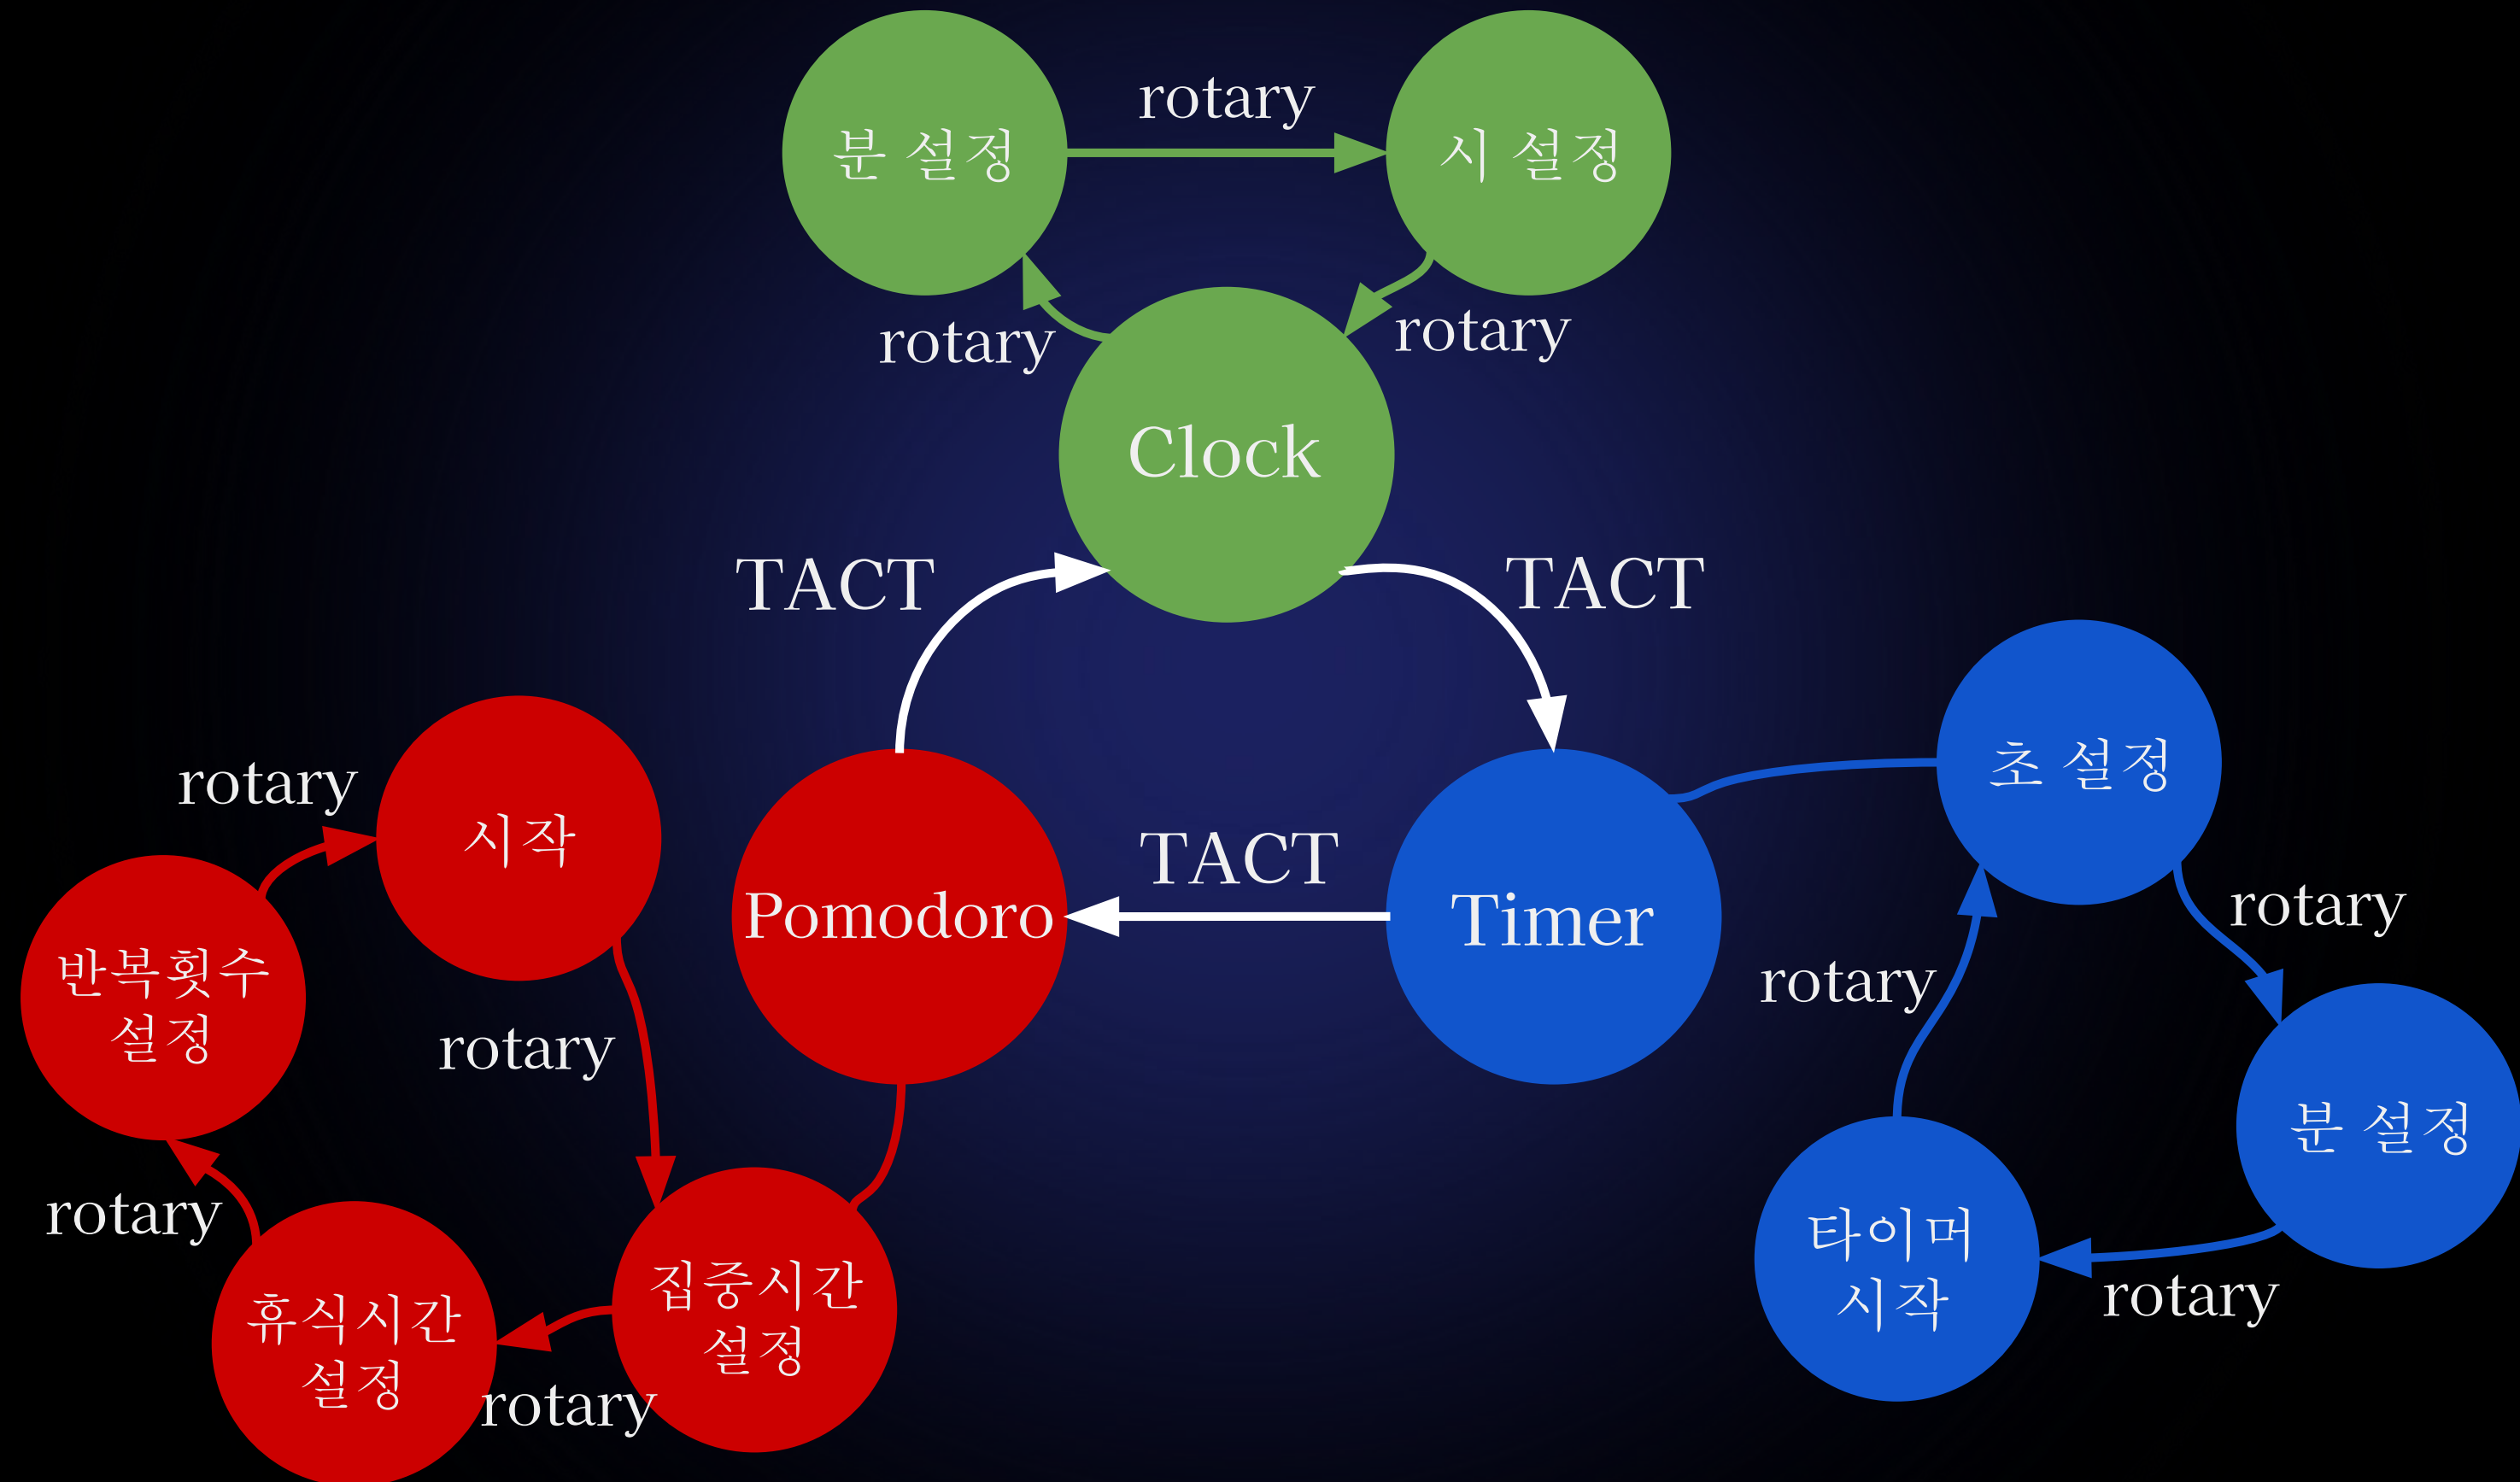 rotary
분 설정
시 설정
rotary
rotary
Clock
TACT
TACT
초 설정
rotary
시작
TACT
Pomodoro
Timer
rotary
반복횟수
설정
rotary
rotary
분 설정
rotary
타이머
시작
집중시간
설정
휴식시간
설정
rotary
rotary